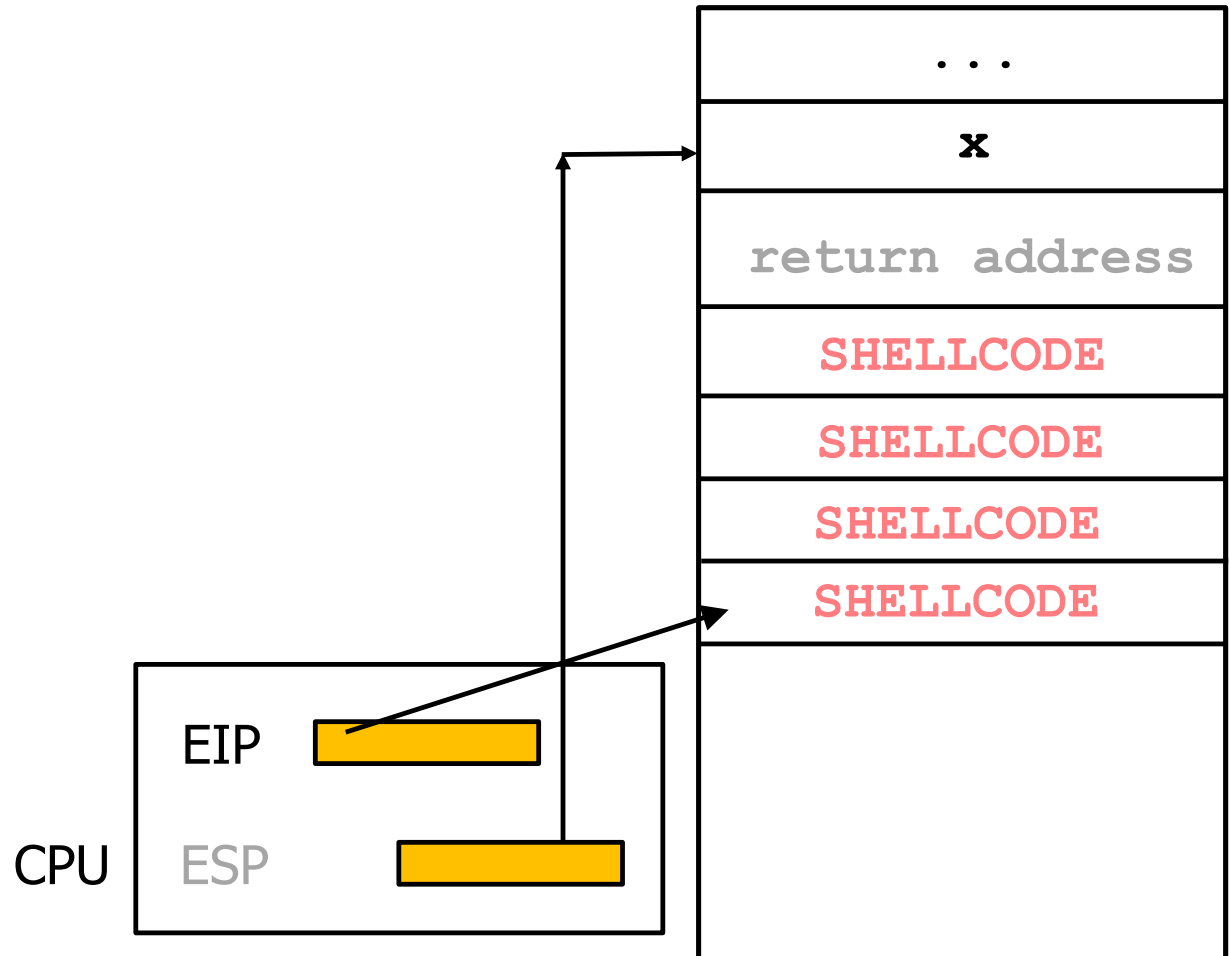 ...
x
return address
SHELLCODE
SHELLCODE
SHELLCODE
SHELLCODE
EIP
CPU ESP